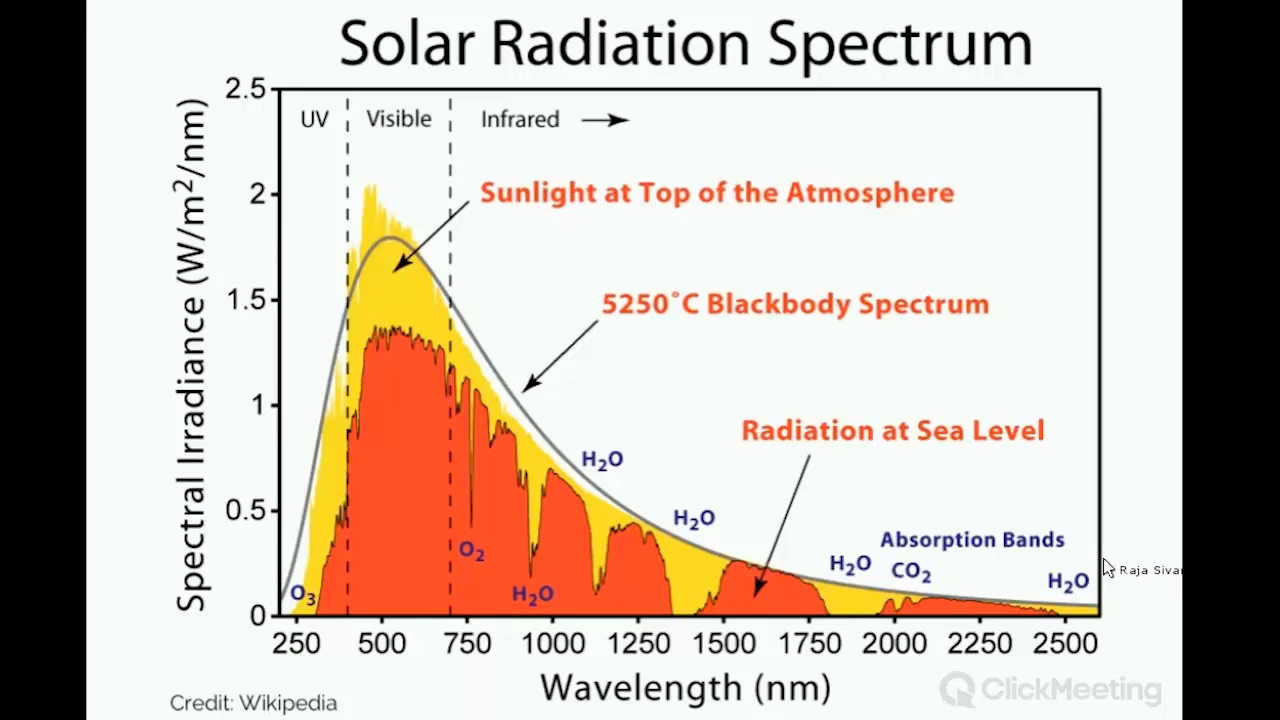 Solar Radiation Spectrum
UV Visible Infrared
Sunlight at Top of the Atmosphere
5250°C Blackbody Spectrum
Radiation at Sea Level
H₂O
H₂O
Absorption Bands
H₂O CO₂ H₂O
O₂
O₃ H₂O
Spectral Irradiance (W/m²/nm)
2.5
2
1.5
1
0.5
0
250 500 750 1000 1250 1500 1750 2000 2250 2500
Wavelength (nm)
Credit: Wikipedia
ClickMeeting
Raja